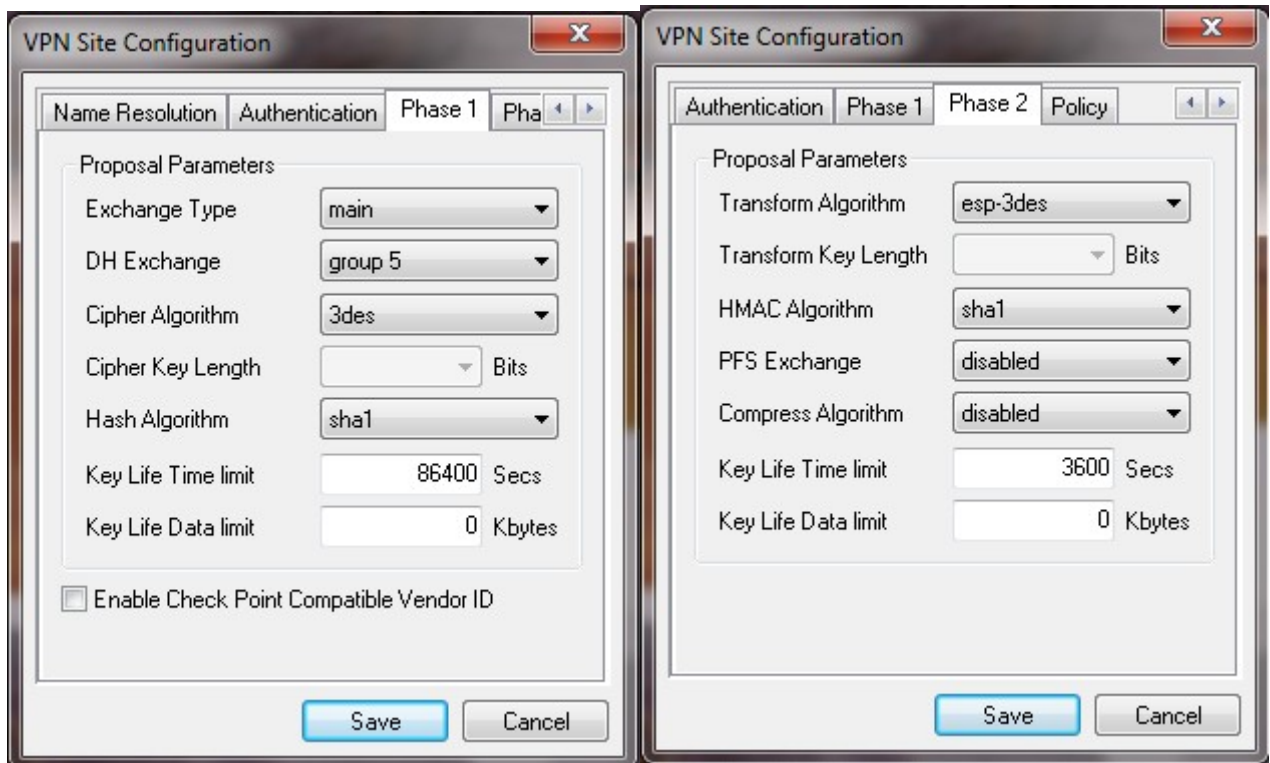 VPN Site Configuration
Name Resolution Authentication Phase 1 Pha
Proposal Parameters
Exchange Type main
DH Exchange group 5
Cipher Algorithm 3des
Cipher Key Length Bits
Hash Algorithm sha1
Key Life Time limit 86400 Secs
Key Life Data limit 0 Kbytes
Enable Check Point Compatible Vendor ID
Save Cancel
VPN Site Configuration
Authentication Phase 1 Phase 2 Policy
Proposal Parameters
Transform Algorithm esp-3des
Transform Key Length Bits
HMAC Algorithm sha1
PFS Exchange disabled
Compress Algorithm disabled
Key Life Time limit 3600 Secs
Key Life Data limit 0 Kbytes
Save Cancel